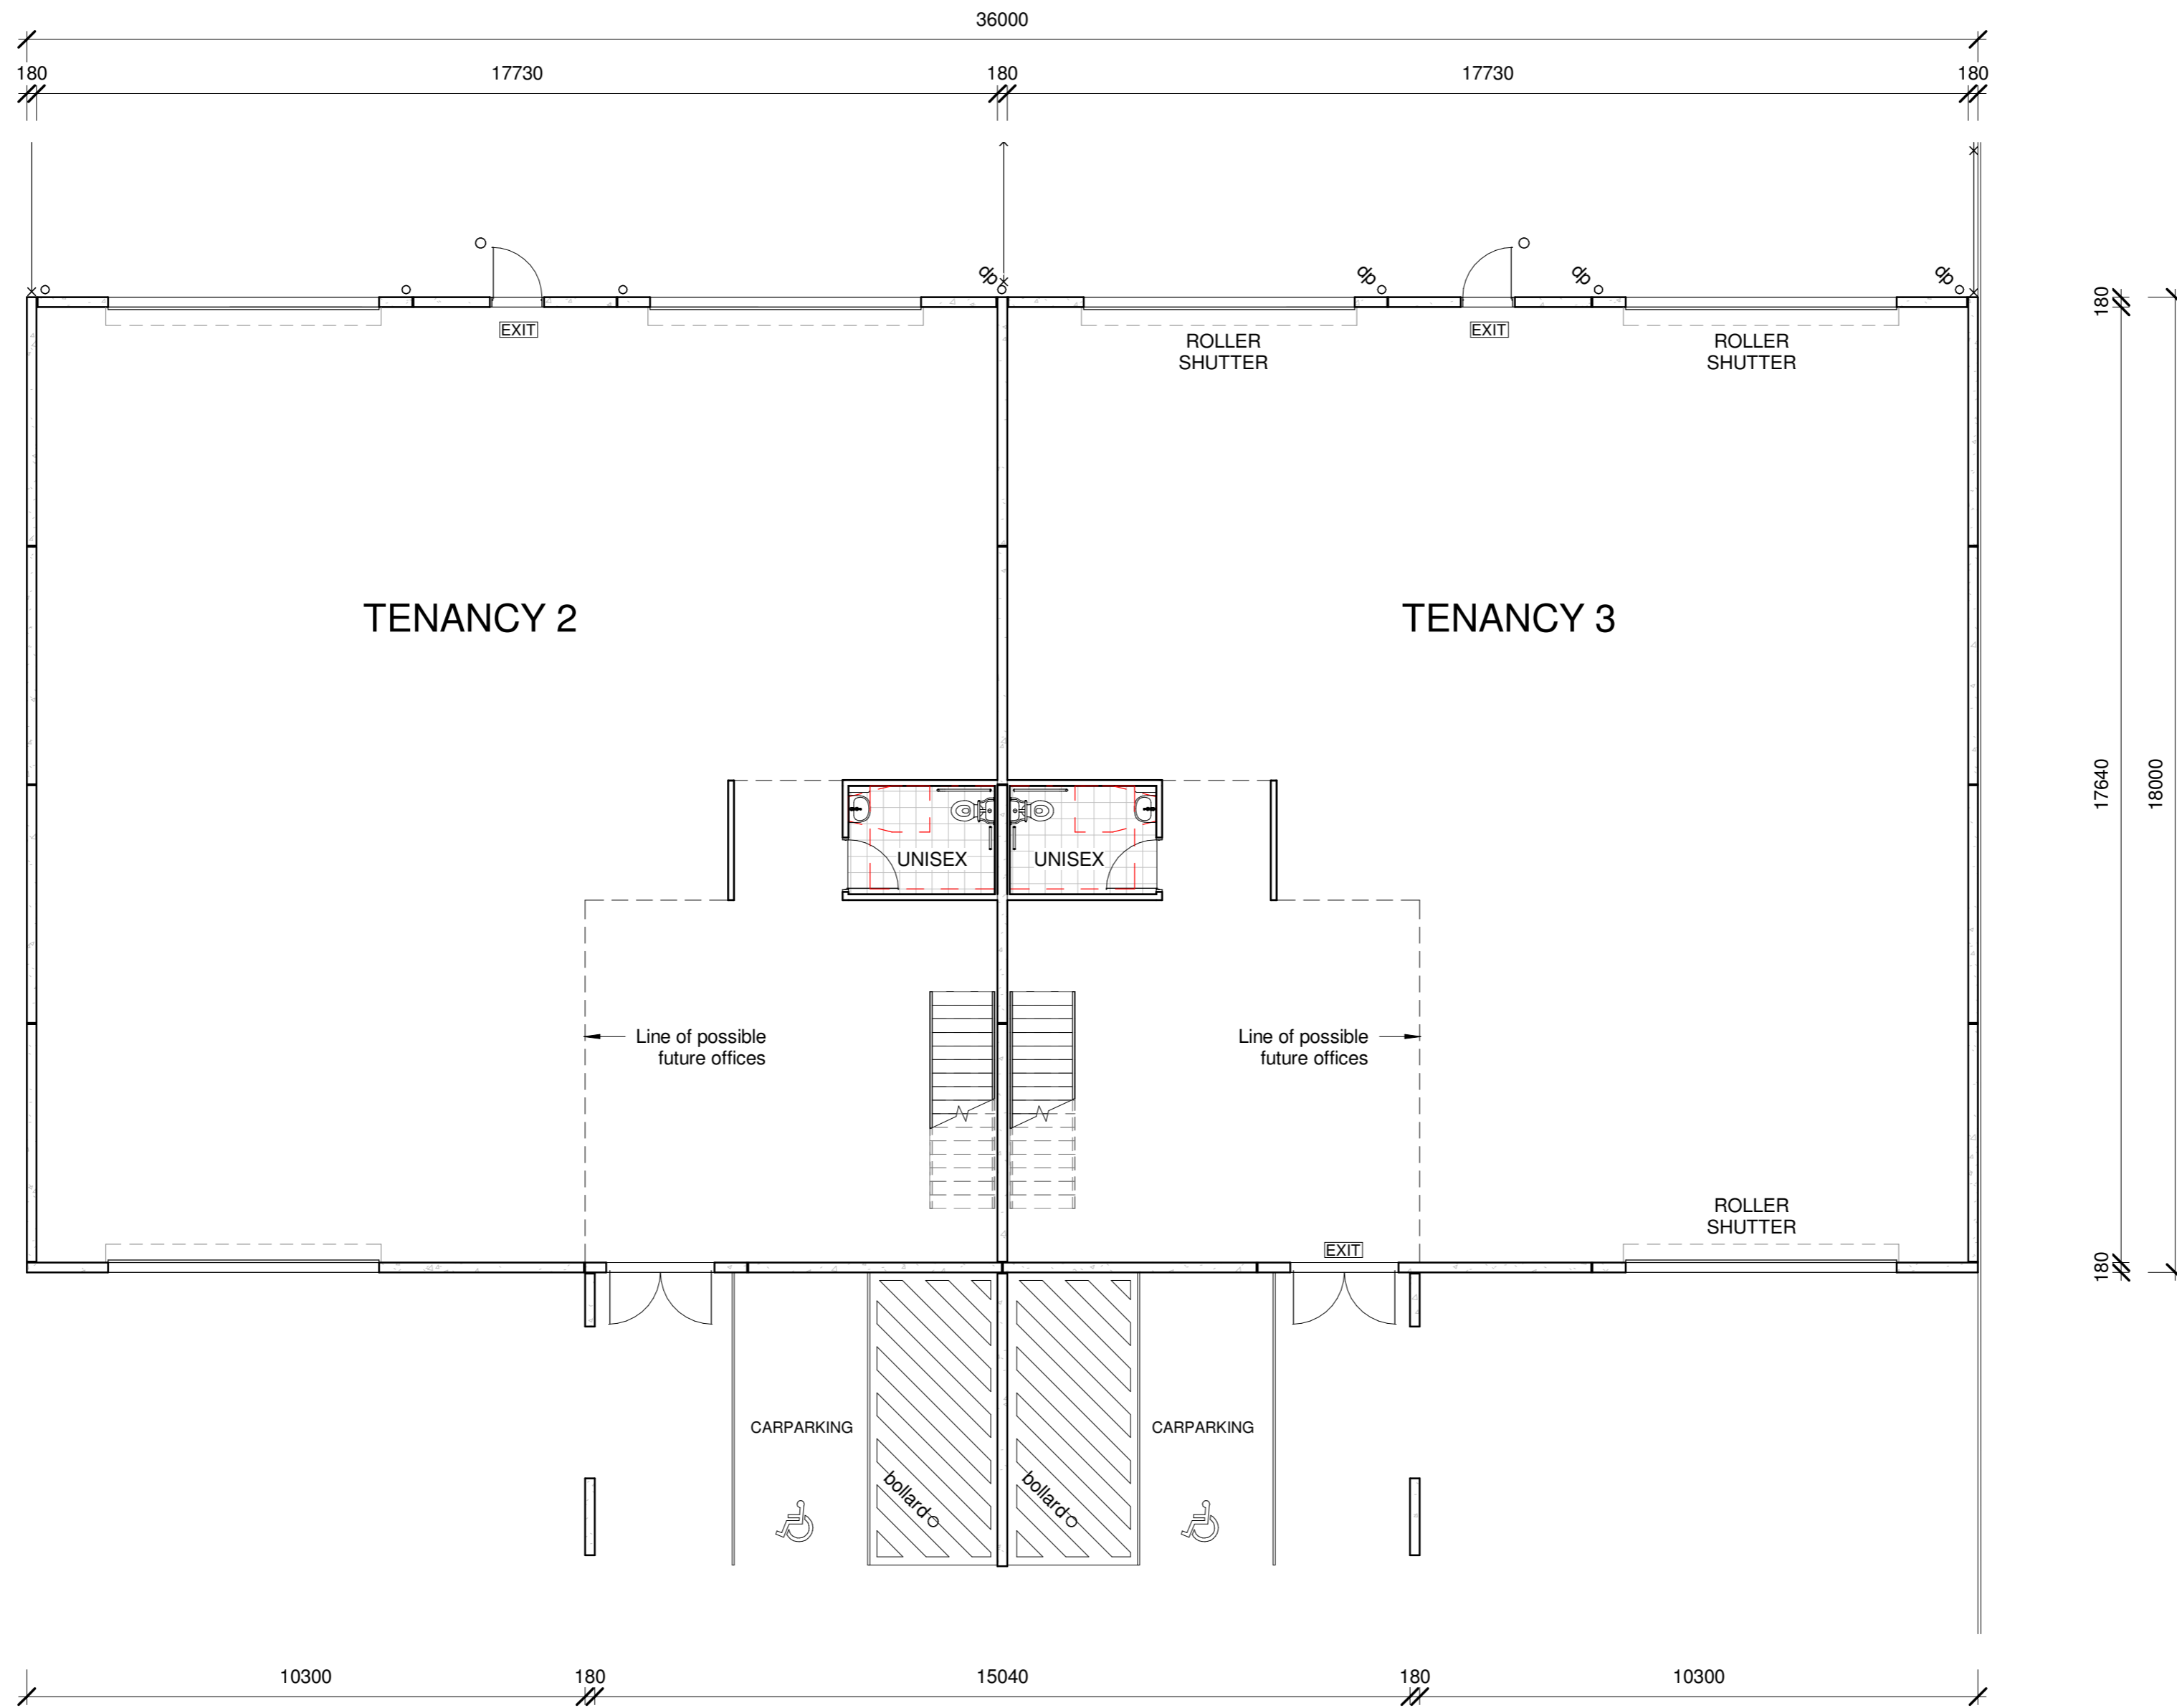 36000
180 17730 180 17730 180
dp dp dp dp
180
EXIT EXIT
ROLLER
SHUTTER
ROLLER
SHUTTER
TENANCY 2 TENANCY 3
17640
18000
UNISEX UNISEX
Line of possible
future offices
Line of possible
future offices
ROLLER
SHUTTER
EXIT
180
CARPARKING CARPARKING
bollard bollard
10300 180 15040 180 10300